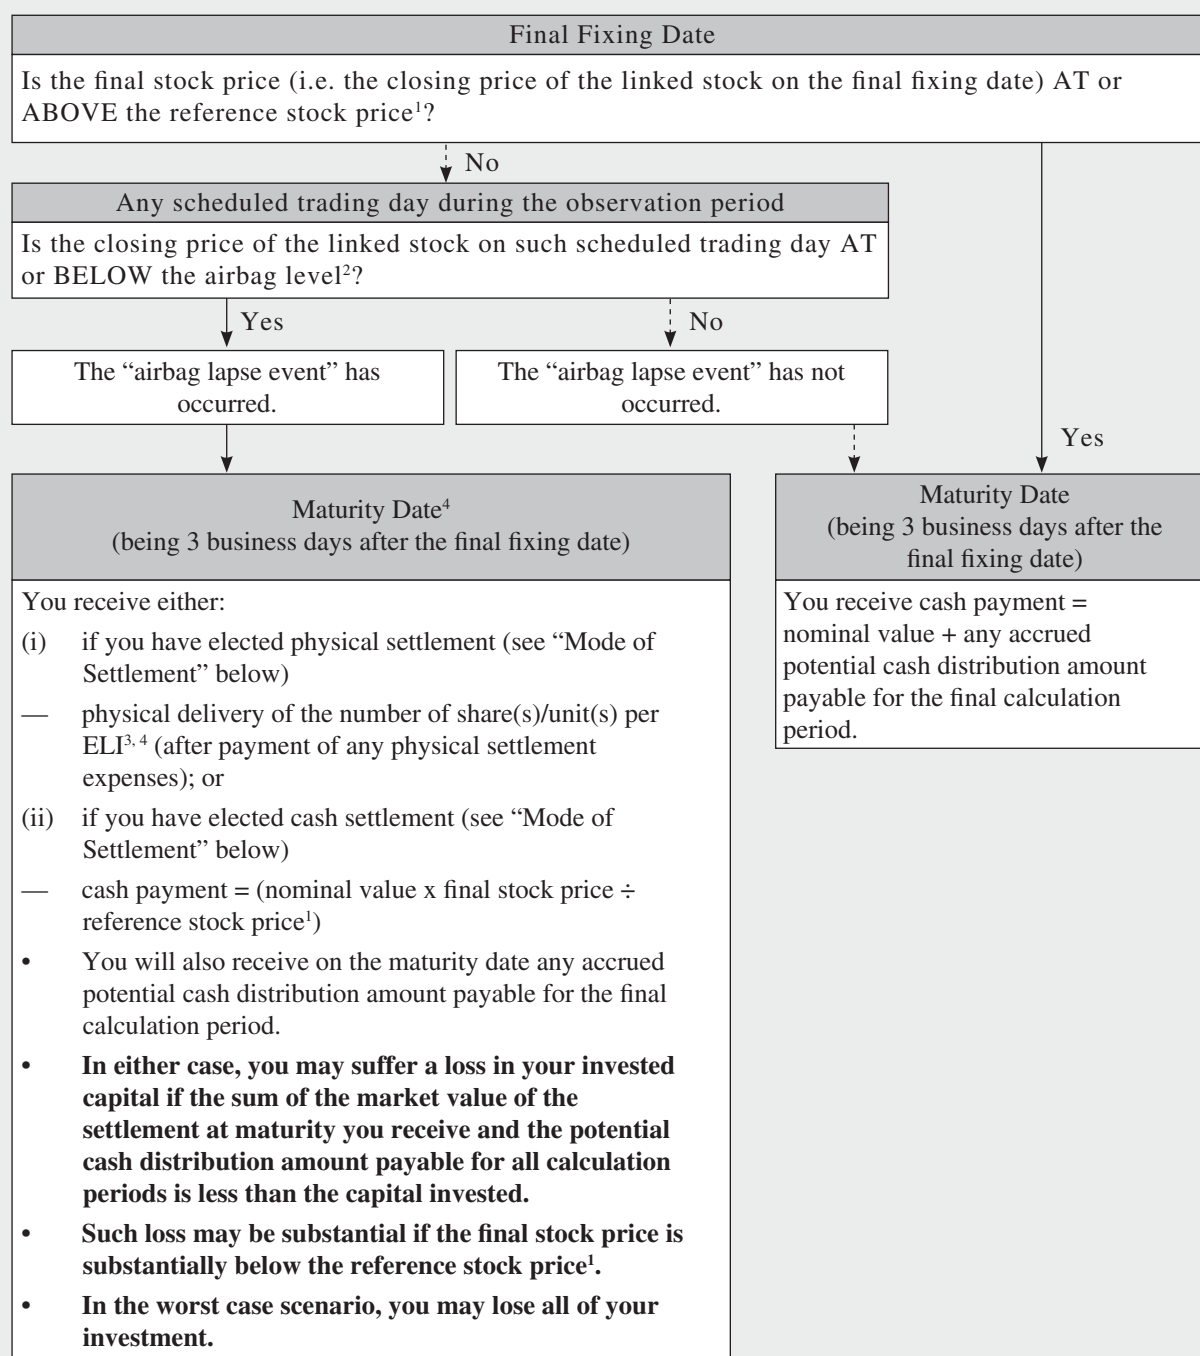 Final Fixing Date
Is the final stock price (i.e. the closing price of the linked stock on the final fixing date) AT or
ABOVE the reference stock price¹?
No
Any scheduled trading day during the observation period
Is the closing price of the linked stock on such scheduled trading day AT
or BELOW the airbag level²?
Yes
No
The “airbag lapse event” has
occurred.
The “airbag lapse event” has not
occurred.
Yes
Maturity Date⁴
(being 3 business days after the final fixing date)
You receive either:
(i) if you have elected physical settlement (see “Mode of
Settlement” below)
— physical delivery of the number of share(s)/unit(s) per
ELI³, ⁴ (after payment of any physical settlement
expenses); or
(ii) if you have elected cash settlement (see “Mode of
Settlement” below)
— cash payment = (nominal value x final stock price ÷
reference stock price¹)
• You will also receive on the maturity date any accrued
potential cash distribution amount payable for the final
calculation period.
• In either case, you may suffer a loss in your invested
capital if the sum of the market value of the
settlement at maturity you receive and the potential
cash distribution amount payable for all calculation
periods is less than the capital invested.
• Such loss may be substantial if the final stock price is
substantially below the reference stock price¹.
• In the worst case scenario, you may lose all of your
investment.
Maturity Date
(being 3 business days after the
final fixing date)
You receive cash payment =
nominal value + any accrued
potential cash distribution amount
payable for the final calculation
period.